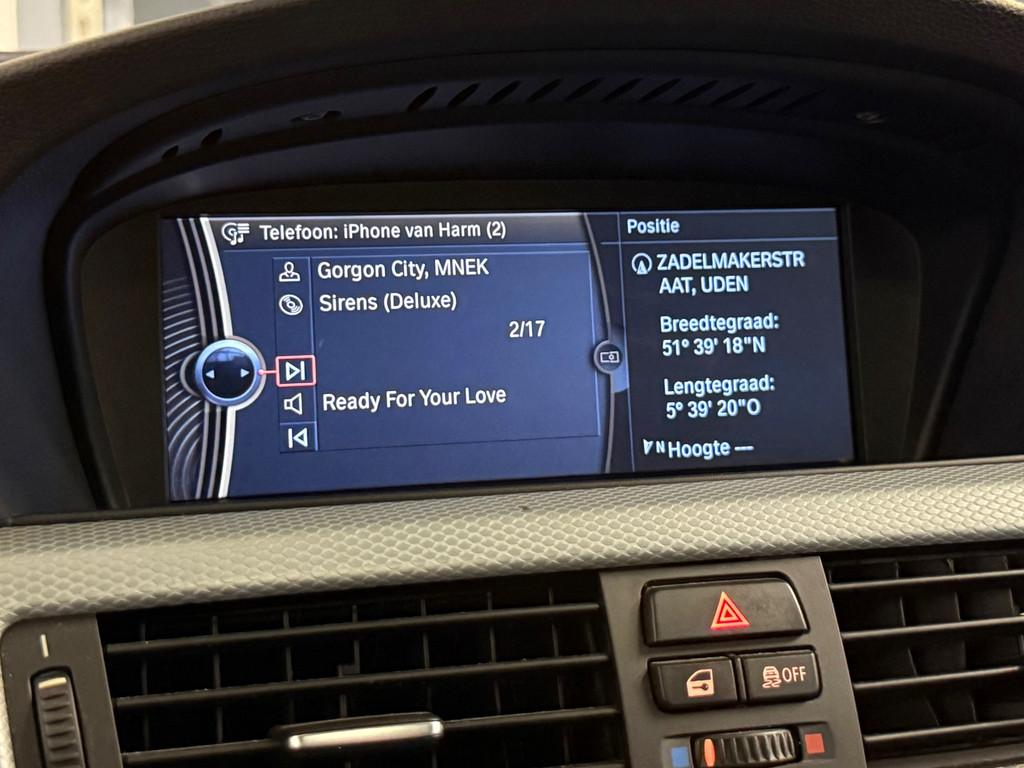 Telefoon: iPhone van Harm (2)
Gorgon City, MNEK
Sirens (Deluxe)
2/17
Ready For Your Love
Positie
ZADELMAKERSTR
AAT, UDEN
Breedtegraad:
51° 39' 18"N
Lengtegraad:
5° 39' 20"O
N Hoogte ---
OFF